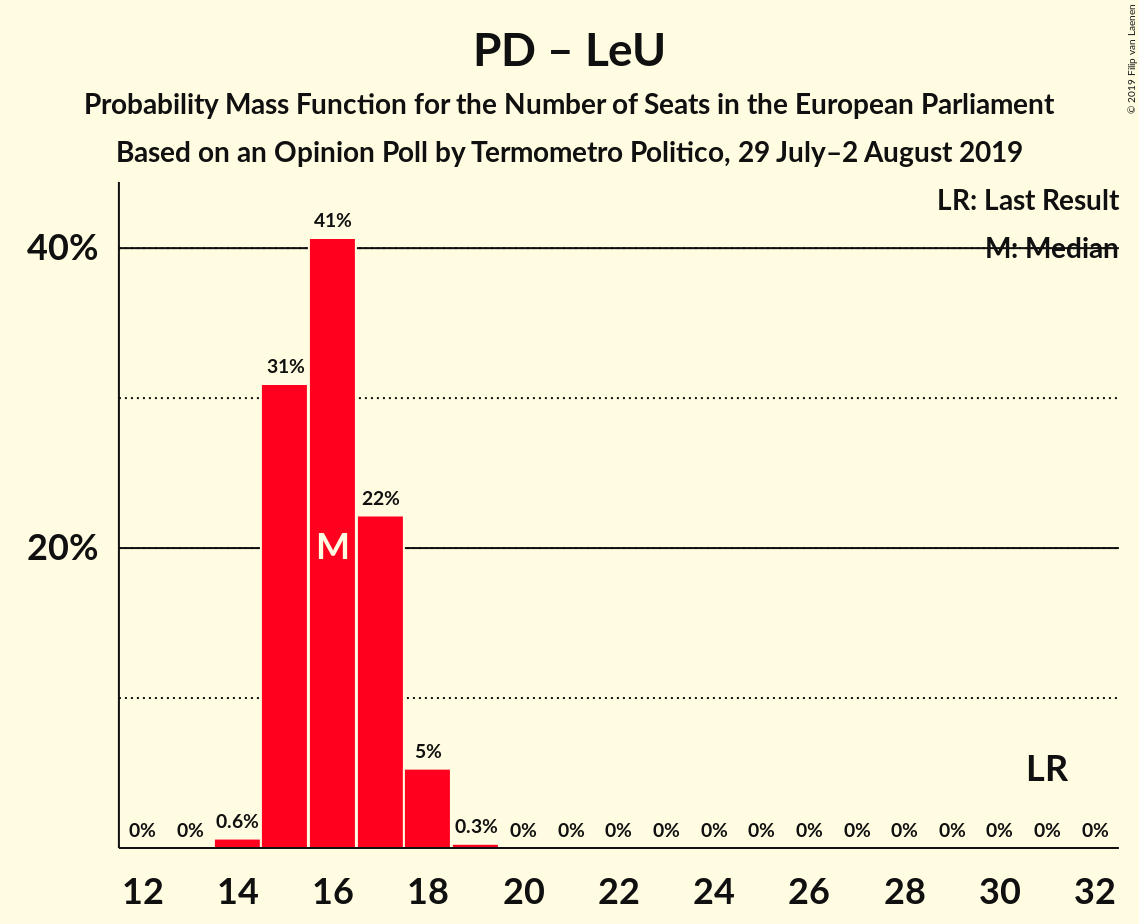 PD – LeU
Probability Mass Function for the Number of Seats in the European Parliament
Based on an Opinion Poll by Termometro Politico, 29 July–2 August 2019
© 2019 Filip van Laenen
LR: Last Result
M: Median
40%
20%
41%
31%
22%
M
5%
LR
0% 0% 0.6% 0.3% 0% 0% 0% 0% 0% 0% 0% 0% 0% 0% 0% 0% 0%
12 14 16 18 20 22 24 26 28 30 32